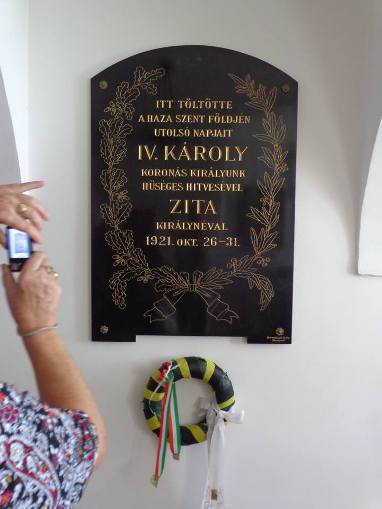 ITT TÖLTÖTTE
A HAZA SZENT FÖLDJÉN
UTOLSÓ NAPJAIT
IV. KÁROLY
KORONÁS KIRÁLYUNK
HŰSÉGES HITVESÉVEL
ZITA
KIRÁLYNÉVAL
1921. OKT. 26-31.